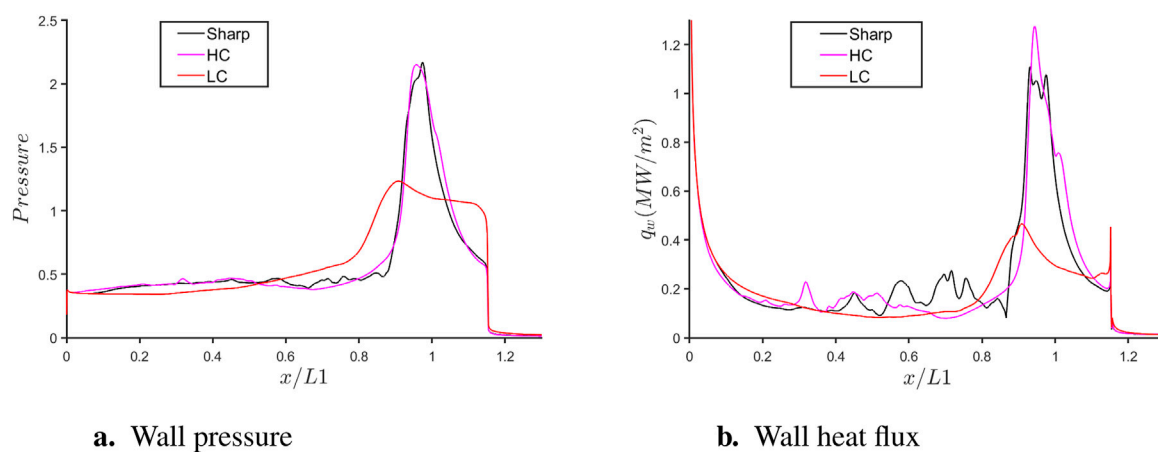 Sharp
HC
LC
Pressure
2.5
2
1.5
1
0.5
0
0
0.2
0.4
0.6
0.8
1
1.2
x/L1
a. Wall pressure
Sharp
HC
LC
q_w(MW/m^2)
1.2
1
0.8
0.6
0.4
0.2
0
0
0.2
0.4
0.6
0.8
1
1.2
x/L1
b. Wall heat flux